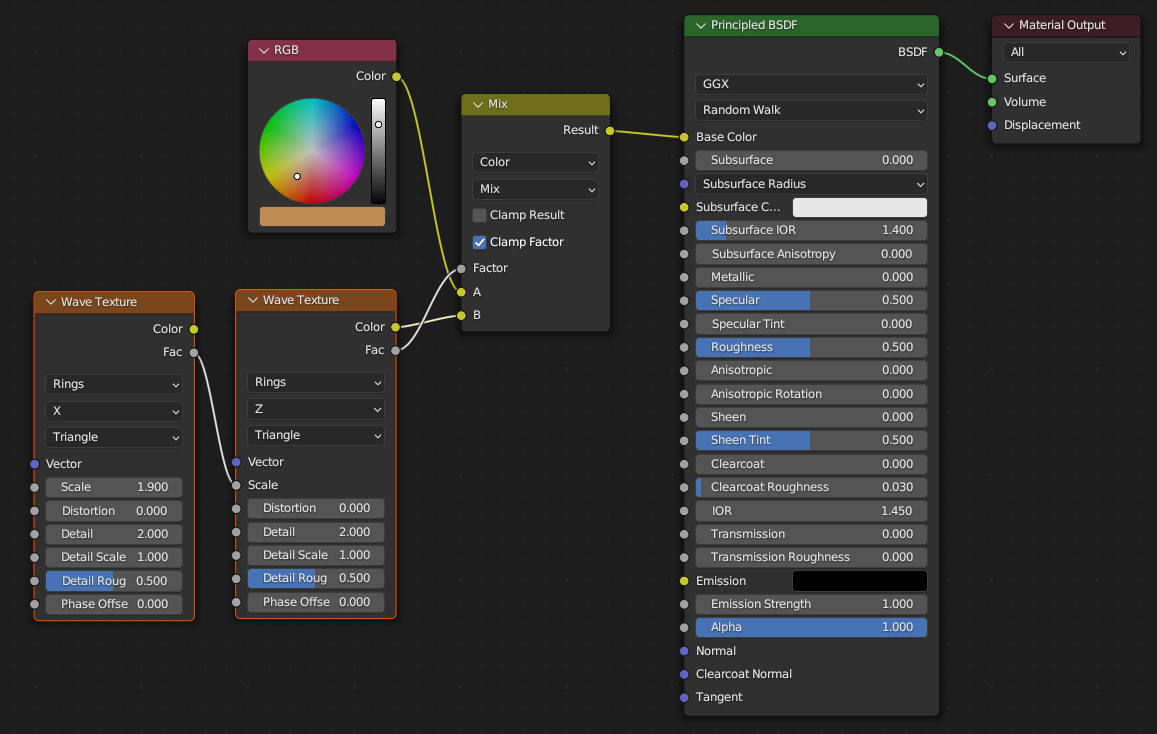 RGB
Color
Wave Texture
Color
Fac
Rings
X
Triangle
Vector
Scale 1.900
Distortion 0.000
Detail 2.000
Detail Scale 1.000
Detail Roug 0.500
Phase Offse 0.000
Wave Texture
Color
Fac
Rings
Z
Triangle
Vector
Scale
Distortion 0.000
Detail 2.000
Detail Scale 1.000
Detail Roug 0.500
Phase Offse 0.000
Mix
Result
Color
Mix
Clamp Result
Clamp Factor
Factor
A
B
Principled BSDF
BSDF
GGX
Random Walk
Base Color
Subsurface 0.000
Subsurface Radius
Subsurface C...
Subsurface IOR 1.400
Subsurface Anisotropy 0.000
Metallic 0.000
Specular 0.500
Specular Tint 0.000
Roughness 0.500
Anisotropic 0.000
Anisotropic Rotation 0.000
Sheen 0.000
Sheen Tint 0.500
Clearcoat 0.000
Clearcoat Roughness 0.030
IOR 1.450
Transmission 0.000
Transmission Roughness 0.000
Emission
Emission Strength 1.000
Alpha 1.000
Normal
Clearcoat Normal
Tangent
Material Output
All
Surface
Volume
Displacement